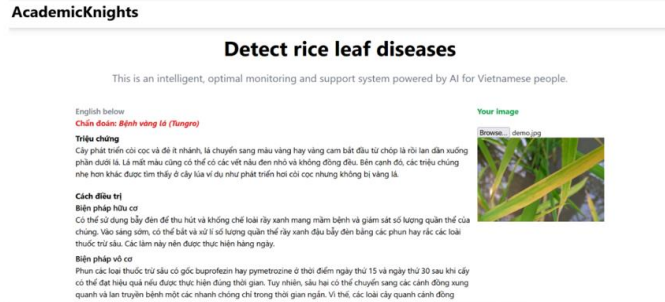 AcademicKnights
Detect rice leaf diseases
This is an intelligent, optimal monitoring and support system powered by AI for Vietnamese people.
English below
Chẩn đoán: Bệnh vàng lá (Tungro)
Triệu chứng
Cây phát triển còi cọc và đẻ ít nhánh, lá chuyển sang màu vàng hay vàng cam bắt đầu từ chóp lá rồi lan dần xuống
phần dưới lá. Lá mất màu cũng có thể có các vết nâu đen nhỏ và không đồng đều. Bên cạnh đó, các triệu chứng
nhẹ hơn khác được tìm thấy ở cây lúa ví dụ như phát triển hơi còi cọc nhưng không bị vàng lá.
Cách điều trị
Biện pháp hữu cơ
Có thể sử dụng bẫy đèn để thu hút và khống chế loài rầy xanh mang mầm bệnh và giám sát số lượng quần thể của
chúng. Vào sáng sớm, có thể bắt và xử lí số lượng quần thể rầy xanh đậu bẫy đèn bằng các phun hay rắc các loài
thuốc trừ sâu. Các làm này nên được thực hiện hàng ngày.
Biện pháp vô cơ
Phun các loại thuốc trừ sâu có gốc buprofezin hay pymetrozine ở thời điểm ngày thứ 15 và ngày thứ 30 sau khi cấy
có thể đạt hiệu quả nếu được thực hiện đúng thời gian. Tuy nhiên, sâu hại có thể chuyển sang các cánh đồng xung
quanh và lan truyền bệnh một các nhanh chóng chỉ trong thời gian ngắn. Vì thế, các loài cây quanh cánh đồng
Your image
Browse... demo.jpg